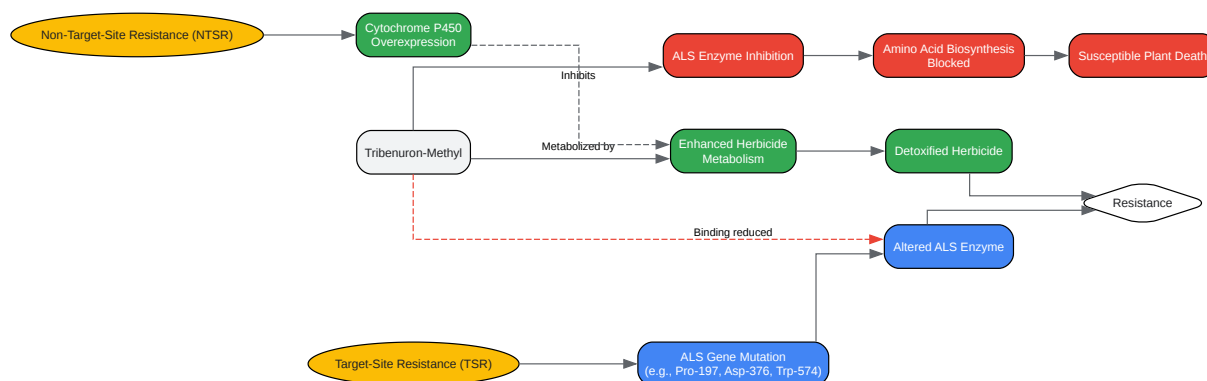 Non-Target-Site Resistance (NTSR)
Cytochrome P450
Overexpression
ALS Enzyme Inhibition
Amino Acid Biosynthesis
Blocked
Susceptible Plant Death
Inhibits
Tribenuron-Methyl
Metabolized by
Enhanced Herbicide
Metabolism
Detoxified Herbicide
Resistance
Binding reduced
Altered ALS Enzyme
Target-Site Resistance (TSR)
ALS Gene Mutation
(e.g., Pro-197, Asp-376, Trp-574)